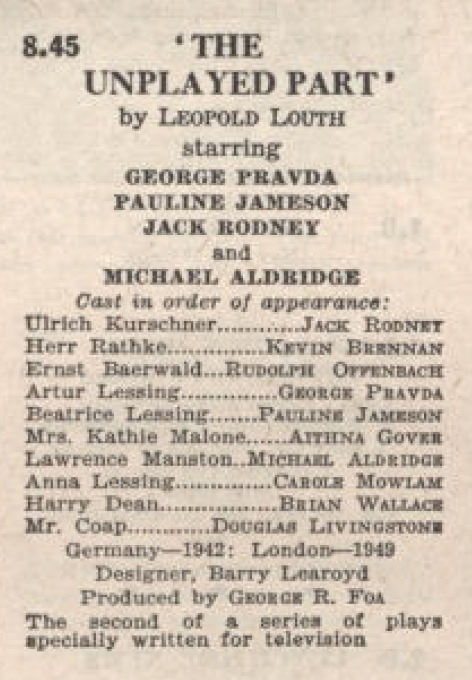 8.45 'THE
UNPLAYED PART'
by LEOPOLD LOUTH
starring
GEORGE PRAVDA
PAULINE JAMESON
JACK RODNEY
and
MICHAEL ALDRIDGE
Cast in order of appearance:
Ulrich Kurschner............JACK RODNEY
Herr Rathke..............KEVIN BRENNAN
Ernst Baerwald...RUDOLPH OFFENBACH
Artur Lessing..............GEORGE PRAVDA
Beatrice Lessing.......PAULINE JAMESON
Mrs. Kathie Malone......AITHNA GOVER
Lawrence Manston..MICHAEL ALDRIDGE
Anna Lessing..............CAROLE MOWLAM
Harry Dean.................BRIAN WALLACE
Mr. Coap............DOUGLAS LIVINGSTONE
Germany—1942: London—1949
Designer, Barry Learoyd
Produced by GEORGE R. FOA
The second of a series of plays
specially written for television